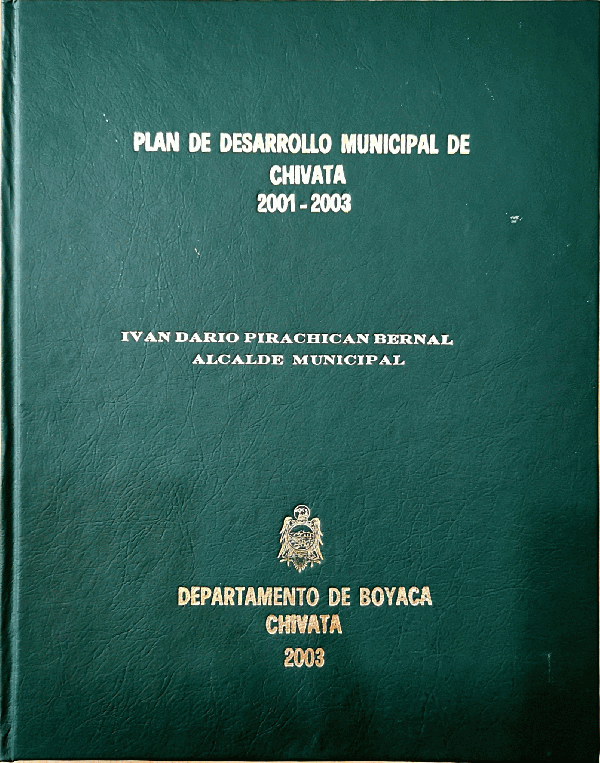 PLAN DE DESARROLLO MUNICIPAL DE
CHIVATA
2001 - 2003
IVAN DARIO PIRACHICAN BERNAL
ALCALDE MUNICIPAL
DEPARTAMENTO DE BOYACA
CHIVATA
2003